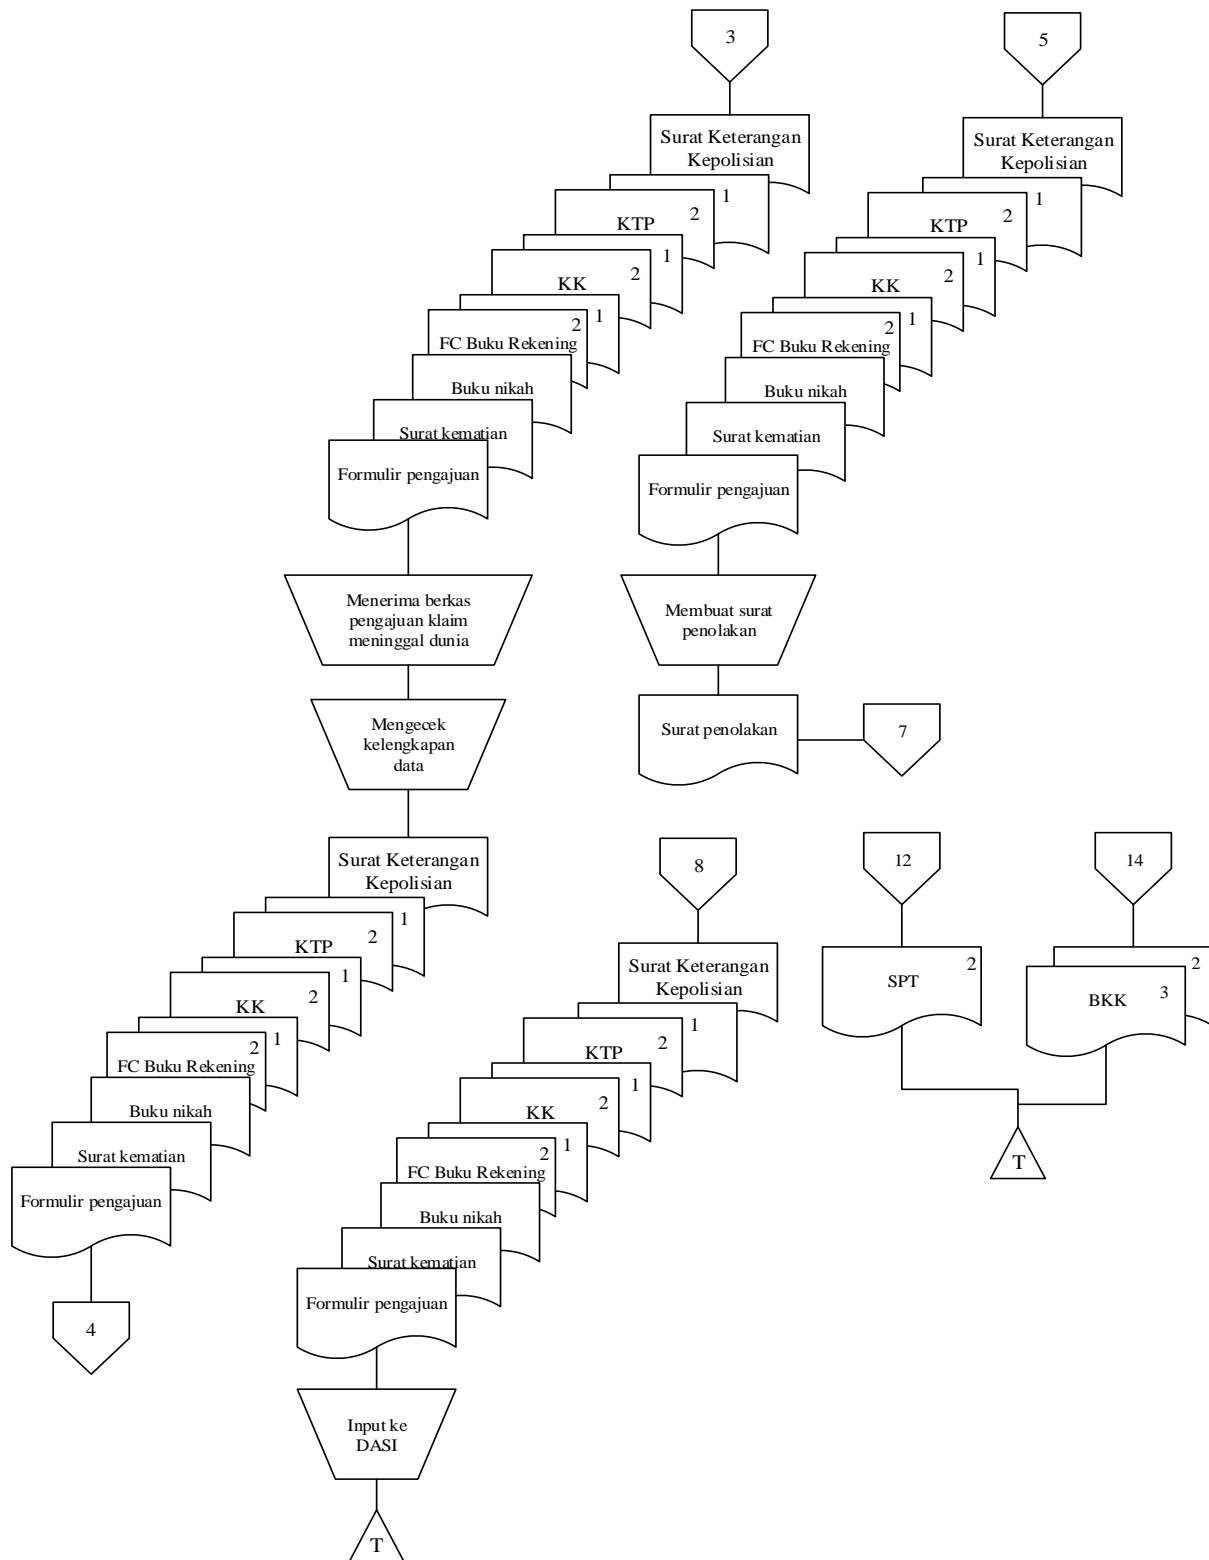 3
Surat Keterangan
Kepolisian
1
KTP
2
1
KK
2
1
FC Buku Rekening
2
Buku nikah
Surat kematian
Formulir pengajuan
Menerima berkas
pengajuan klaim
meninggal dunia
Mengecek
kelengkapan
data
Surat Keterangan
Kepolisian
1
KTP
2
1
KK
2
1
FC Buku Rekening
2
Buku nikah
Surat kematian
Formulir pengajuan
4
5
Surat Keterangan
Kepolisian
1
KTP
2
1
KK
2
1
FC Buku Rekening
2
Buku nikah
Surat kematian
Formulir pengajuan
Membuat surat
penolakan
Surat penolakan
7
8
Surat Keterangan
Kepolisian
1
KTP
2
1
KK
2
1
FC Buku Rekening
2
Buku nikah
Surat kematian
Formulir pengajuan
Input ke
DASI
T
12
SPT
2
14
2
BKK
3
T